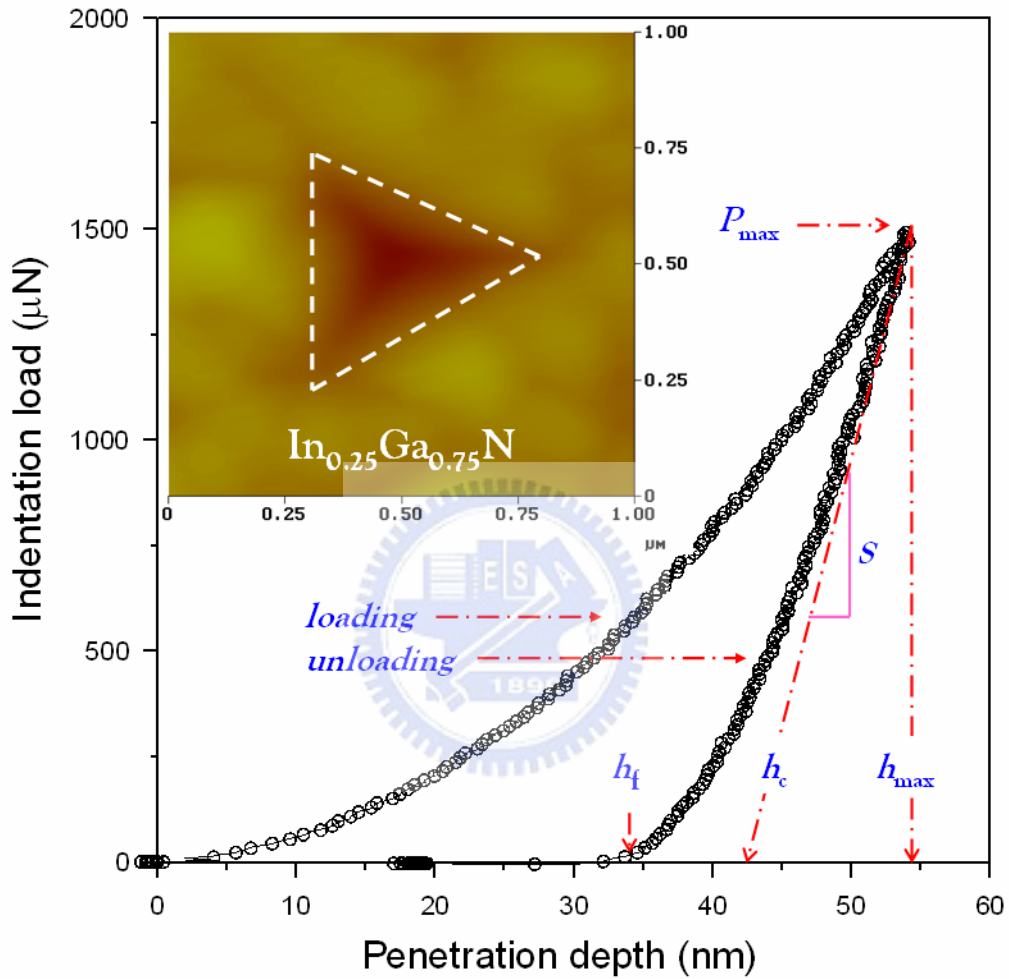 2000
1500
1000
500
0
Indentation load (μN)
1.00
0.75
0.50
0.25
0
In0.25Ga0.75N
0
0.25
0.50
0.75
1.00
μM
Pmax
S
loading
unloading
ES A
1896
hf
hc
hmax
0
10
20
30
40
50
60
Penetration depth (nm)